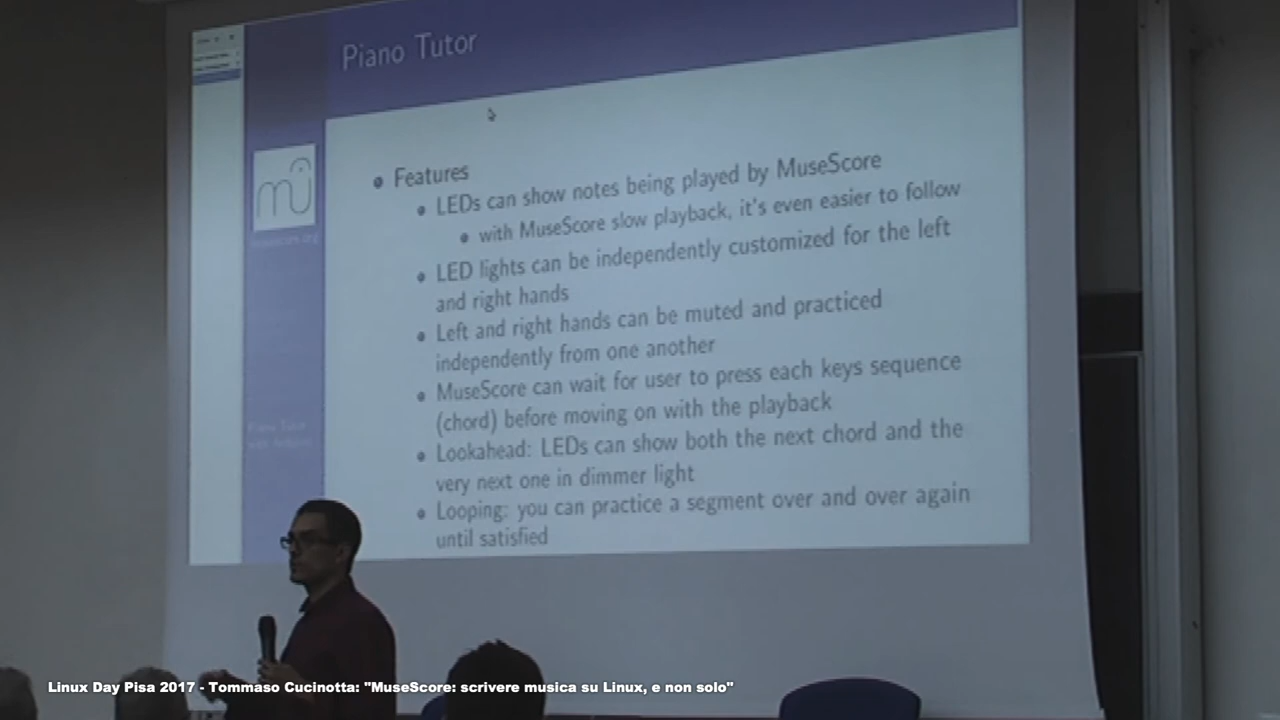 Piano Tutor
• Features
• LEDs can show notes being played by MuseScore
• with MuseScore slow playback, it's even easier to follow
• LED lights can be independently customized for the left
and right hands
• Left and right hands can be muted and practiced
independently from one another
• MuseScore can wait for user to press each keys sequence
(chord) before moving on with the playback
• Lookahead: LEDs can show both the next chord and the
very next one in dimmer light
• Looping: you can practice a segment over and over again
until satisfied
musescore.org
Piano Tutor
Linux Day Pisa 2017 - Tommaso Cucinotta: "MuseScore: scrivere musica su Linux, e non solo"